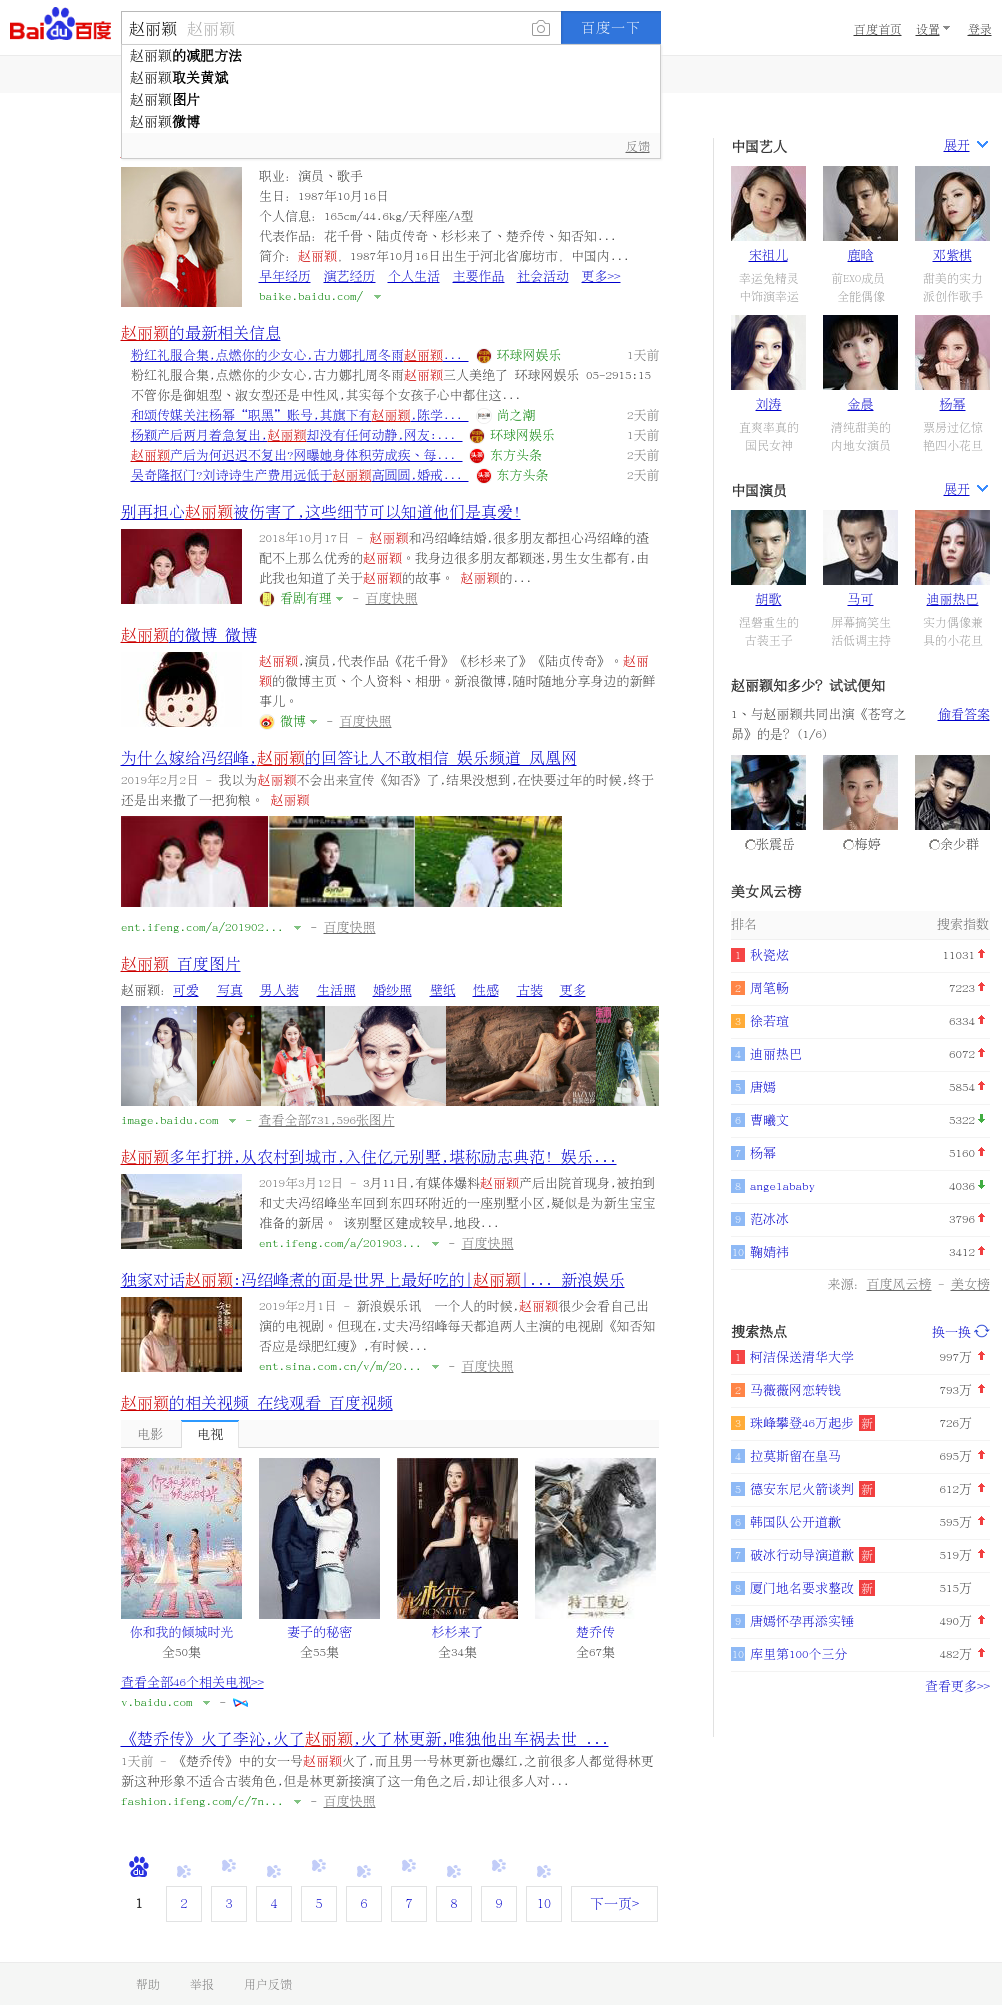 Bai du 百度
赵丽颖 赵丽颖
百度一下
百度首页 设置 登录
赵丽颖的减肥方法
赵丽颖取关黄斌
赵丽颖图片
赵丽颖微博
反馈
职业: 演员、歌手
生日: 1987年10月16日
个人信息: 165cm/44.6kg/天秤座/A型
代表作品: 花千骨、陆贞传奇、杉杉来了、楚乔传、知否知...
简介: 赵丽颖, 1987年10月16日出生于河北省廊坊市, 中国内...
早年经历 演艺经历 个人生活 主要作品 社会活动 更多>>
baike.baidu.com/
赵丽颖的最新相关信息
粉红礼服合集,点燃你的少女心,古力娜扎周冬雨赵丽颖... 环球网娱乐 1天前
粉红礼服合集,点燃你的少女心,古力娜扎周冬雨赵丽颖三人美绝了 环球网娱乐 05-2915:15
不管你是御姐型、淑女型还是中性风,其实每个女孩子心中都住这...
和颂传媒关注杨幂“职黑”账号,其旗下有赵丽颖,陈学... 尚之潮 2天前
杨颖产后两月着急复出,赵丽颖却没有任何动静,网友:... 环球网娱乐 1天前
赵丽颖产后为何迟迟不复出?网曝她身体积劳成疾、每... 东方头条 2天前
吴奇隆抠门?刘诗诗生产费用远低于赵丽颖高圆圆,婚戒... 东方头条 2天前
别再担心赵丽颖被伤害了,这些细节可以知道他们是真爱!
2018年10月17日 - 赵丽颖和冯绍峰结婚,很多朋友都担心冯绍峰的渣
配不上那么优秀的赵丽颖。我身边很多朋友都颖迷,男生女生都有,由
此我也知道了关于赵丽颖的故事。 赵丽颖的...
看剧有理 - 百度快照
赵丽颖的微博_微博
赵丽颖,演员,代表作品《花千骨》《杉杉来了》《陆贞传奇》。赵丽
颖的微博主页、个人资料、相册。新浪微博,随时随地分享身边的新鲜
事儿。
微博 - 百度快照
为什么嫁给冯绍峰,赵丽颖的回答让人不敢相信_娱乐频道_凤凰网
2019年2月2日 - 我以为赵丽颖不会出来宣传《知否》了,结果没想到,在快要过年的时候,终于
还是出来撒了一把狗粮。 赵丽颖
ent.ifeng.com/a/201902... - 百度快照
赵丽颖_百度图片
赵丽颖: 可爱 写真 男人装 生活照 婚纱照 壁纸 性感 古装 更多
image.baidu.com - 查看全部731,596张图片
赵丽颖多年打拼,从农村到城市,入住亿元别墅,堪称励志典范!_娱乐...
2019年3月12日 - 3月11日,有媒体爆料赵丽颖产后出院首现身,被拍到
和丈夫冯绍峰坐车回到东四环附近的一座别墅小区,疑似是为新生宝宝
准备的新居。 该别墅区建成较早,地段...
ent.ifeng.com/a/201903... - 百度快照
独家对话赵丽颖:冯绍峰煮的面是世界上最好吃的|赵丽颖|..._新浪娱乐
2019年2月1日 - 新浪娱乐讯 一个人的时候,赵丽颖很少会看自己出
演的电视剧。但现在,丈夫冯绍峰每天都追两人主演的电视剧《知否知
否应是绿肥红瘦》,有时候...
ent.sina.com.cn/v/m/20... - 百度快照
赵丽颖的相关视频_在线观看_百度视频
电影 电视
你和我的倾城时光 妻子的秘密 杉杉来了 楚乔传
全50集 全55集 全34集 全67集
查看全部46个相关电视>>
v.baidu.com -
《楚乔传》火了李沁,火了赵丽颖,火了林更新,唯独他出车祸去世_...
1天前 - 《楚乔传》中的女一号赵丽颖火了,而且男一号林更新也爆红,之前很多人都觉得林更
新这种形象不适合古装角色,但是林更新接演了这一角色之后,却让很多人对...
fashion.ifeng.com/c/7n... - 百度快照
1 2 3 4 5 6 7 8 9 10 下一页>
帮助 举报 用户反馈
中国艺人 展开
宋祖儿 鹿晗 邓紫棋
幸运兔精灵 前EXO成员 甜美的实力
中饰演幸运 全能偶像 派创作歌手
刘涛 金晨 杨幂
直爽率真的 清纯甜美的 票房过亿惊
国民女神 内地女演员 艳四小花旦
中国演员 展开
胡歌 马可 迪丽热巴
涅磐重生的 屏幕搞笑生 实力偶像兼
古装王子 活低调主持 具的小花旦
赵丽颖知多少? 试试便知
1、与赵丽颖共同出演《苍穹之 偷看答案
昴》的是? (1/6)
张震岳 梅婷 余少群
美女风云榜
排名 搜索指数
1 秋瓷炫 11031
2 周笔畅 7223
3 徐若瑄 6334
4 迪丽热巴 6072
5 唐嫣 5854
6 曹曦文 5322
7 杨幂 5160
8 angelababy 4036
9 范冰冰 3796
10 鞠婧祎 3412
来源: 百度风云榜 - 美女榜
搜索热点 换一换
1 柯洁保送清华大学 997万
2 马薇薇网恋转钱 793万
3 珠峰攀登46万起步 新 726万
4 拉莫斯留在皇马 695万
5 德安东尼火箭谈判 新 612万
6 韩国队公开道歉 595万
7 破冰行动导演道歉 新 519万
8 厦门地名要求整改 新 515万
9 唐嫣怀孕再添实锤 490万
10 库里第100个三分 482万
查看更多>>